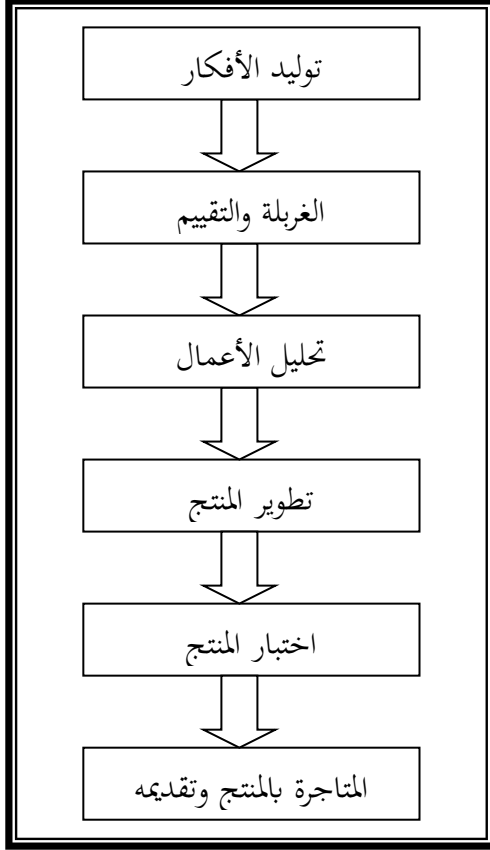 توليد الأفكار
الغربلة والتقييم
تحليل الأعمال
تطوير المنتج
اختبار المنتج
المتاجرة بالمنتج وتقديمه